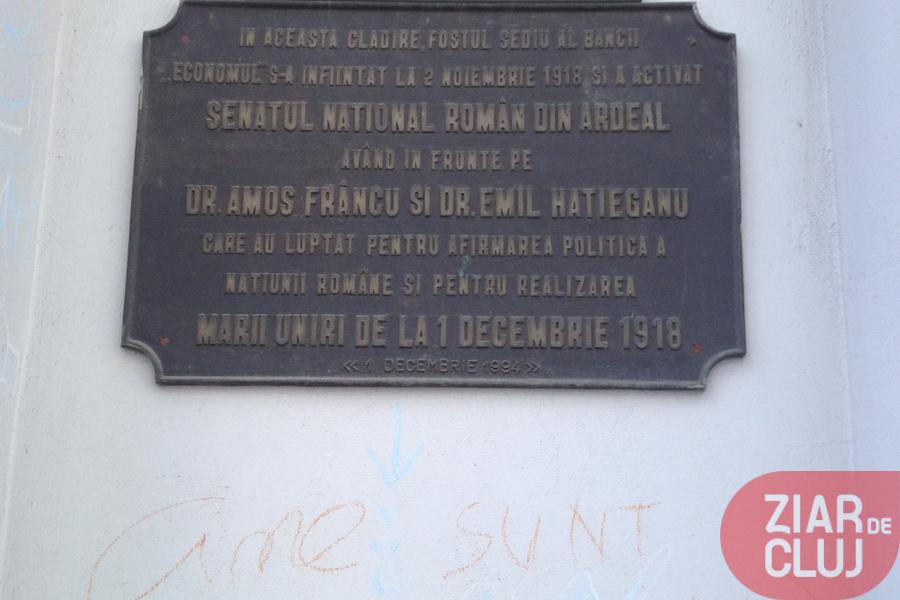 IN ACEASTA CLADIRE, FOSTUL SEDIU AL BANCII
„ECONOMUL” S-A INFIINTAT LA 2 NOIEMBRIE 1918 SI A ACTIVAT
SENATUL NATIONAL ROMÂN DIN ARDEAL
AVÂND IN FRUNTE PE
DR. AMOS FRÂNCU SI DR. EMIL HAȚIEGANU
CARE AU LUPTAT PENTRU AFIRMAREA POLITICA A
NATIUNII ROMÂNE SI PENTRU REALIZAREA
MARII UNIRI DE LA 1 DECEMBRIE 1918
<<1 DECEMBRIE 1994>>
SUNT
ZIAR DE
CLUJ